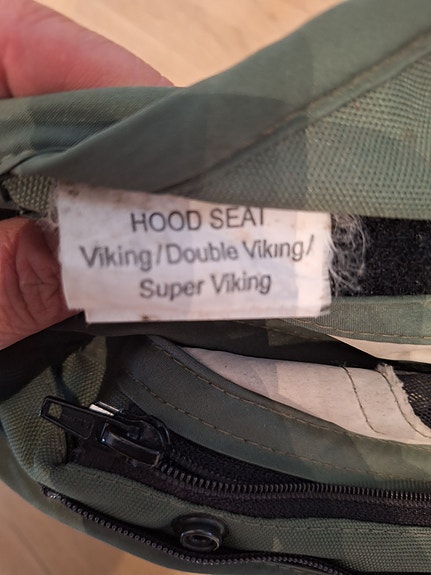 HOOD SEAT
Viking/Double Viking/
Super Viking